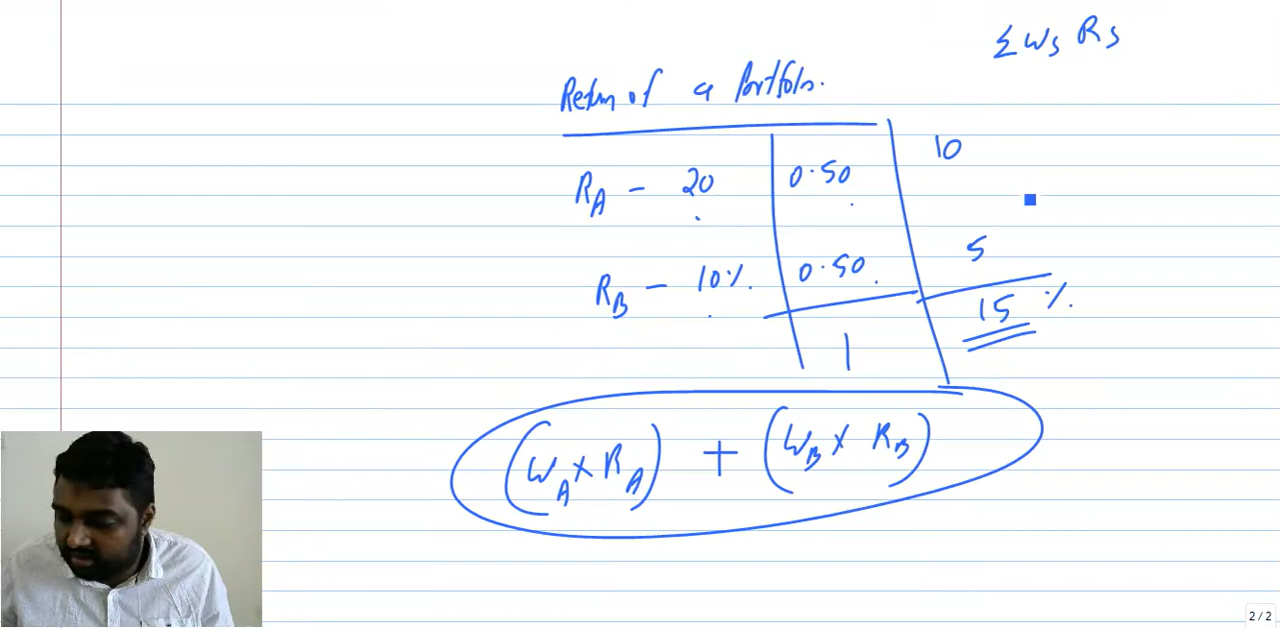 Σ Ws Rs
Return of a Portfolio.
RA - 20 0.50 10
RB - 10%. 0.50. 5
1 15 %.
(WA × RA) + (WB × RB)
2 / 2